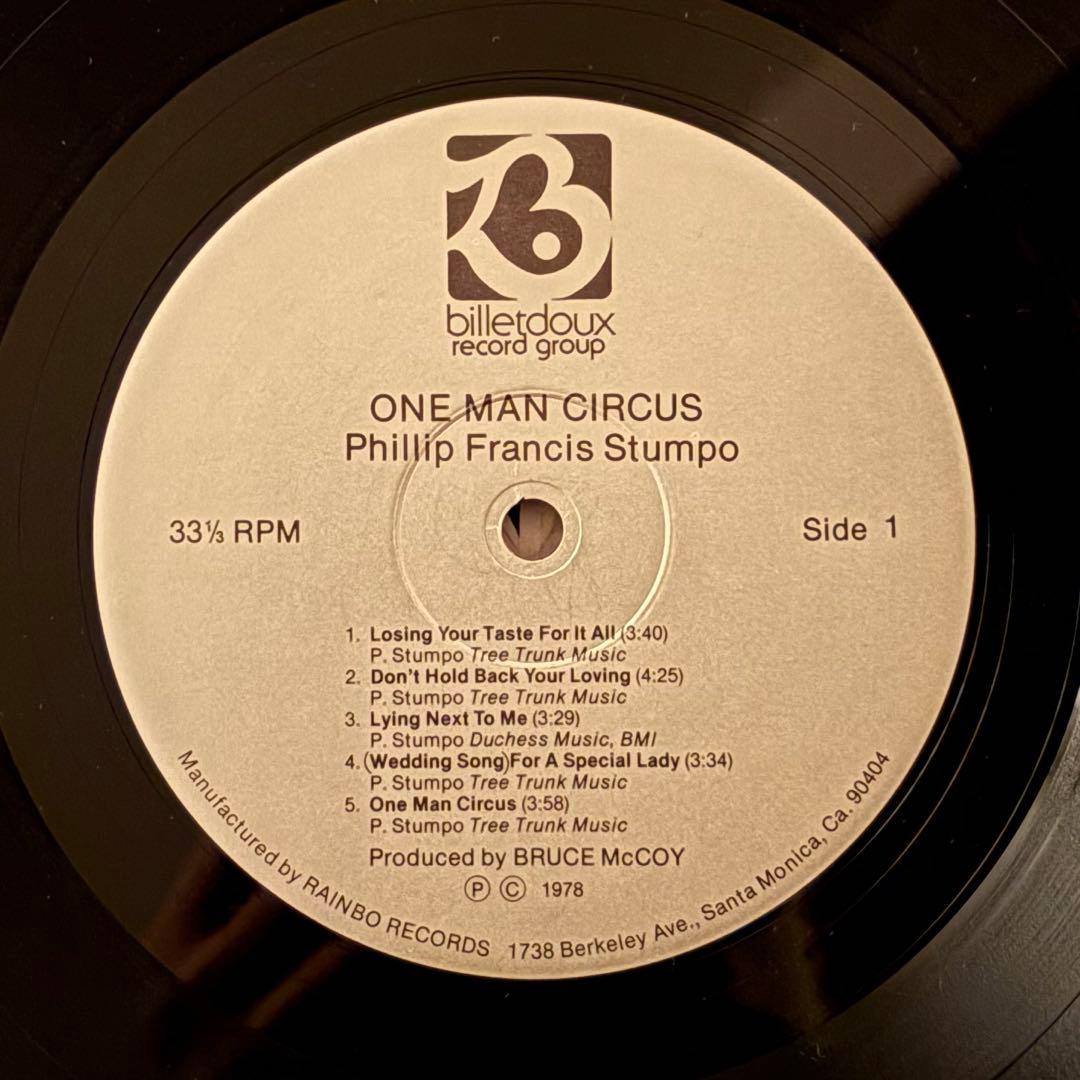 B
billetdoux
record group
ONE MAN CIRCUS
Phillip Francis Stumpo
33⅓ RPM
Side 1
1. Losing Your Taste For It All (3:40)
P. Stumpo Tree Trunk Music
2. Don't Hold Back Your Loving (4:25)
P. Stumpo Tree Trunk Music
3. Lying Next To Me (3:29)
P. Stumpo Duchess Music, BMI
4. (Wedding Song)For A Special Lady (3:34)
P. Stumpo Tree Trunk Music
5. One Man Circus (3:58)
P. Stumpo Tree Trunk Music
Produced by BRUCE McCOY
Ⓟ Ⓒ 1978
Manufactured by RAINBO RECORDS 1738 Berkeley Ave., Santa Monica, Ca. 90404